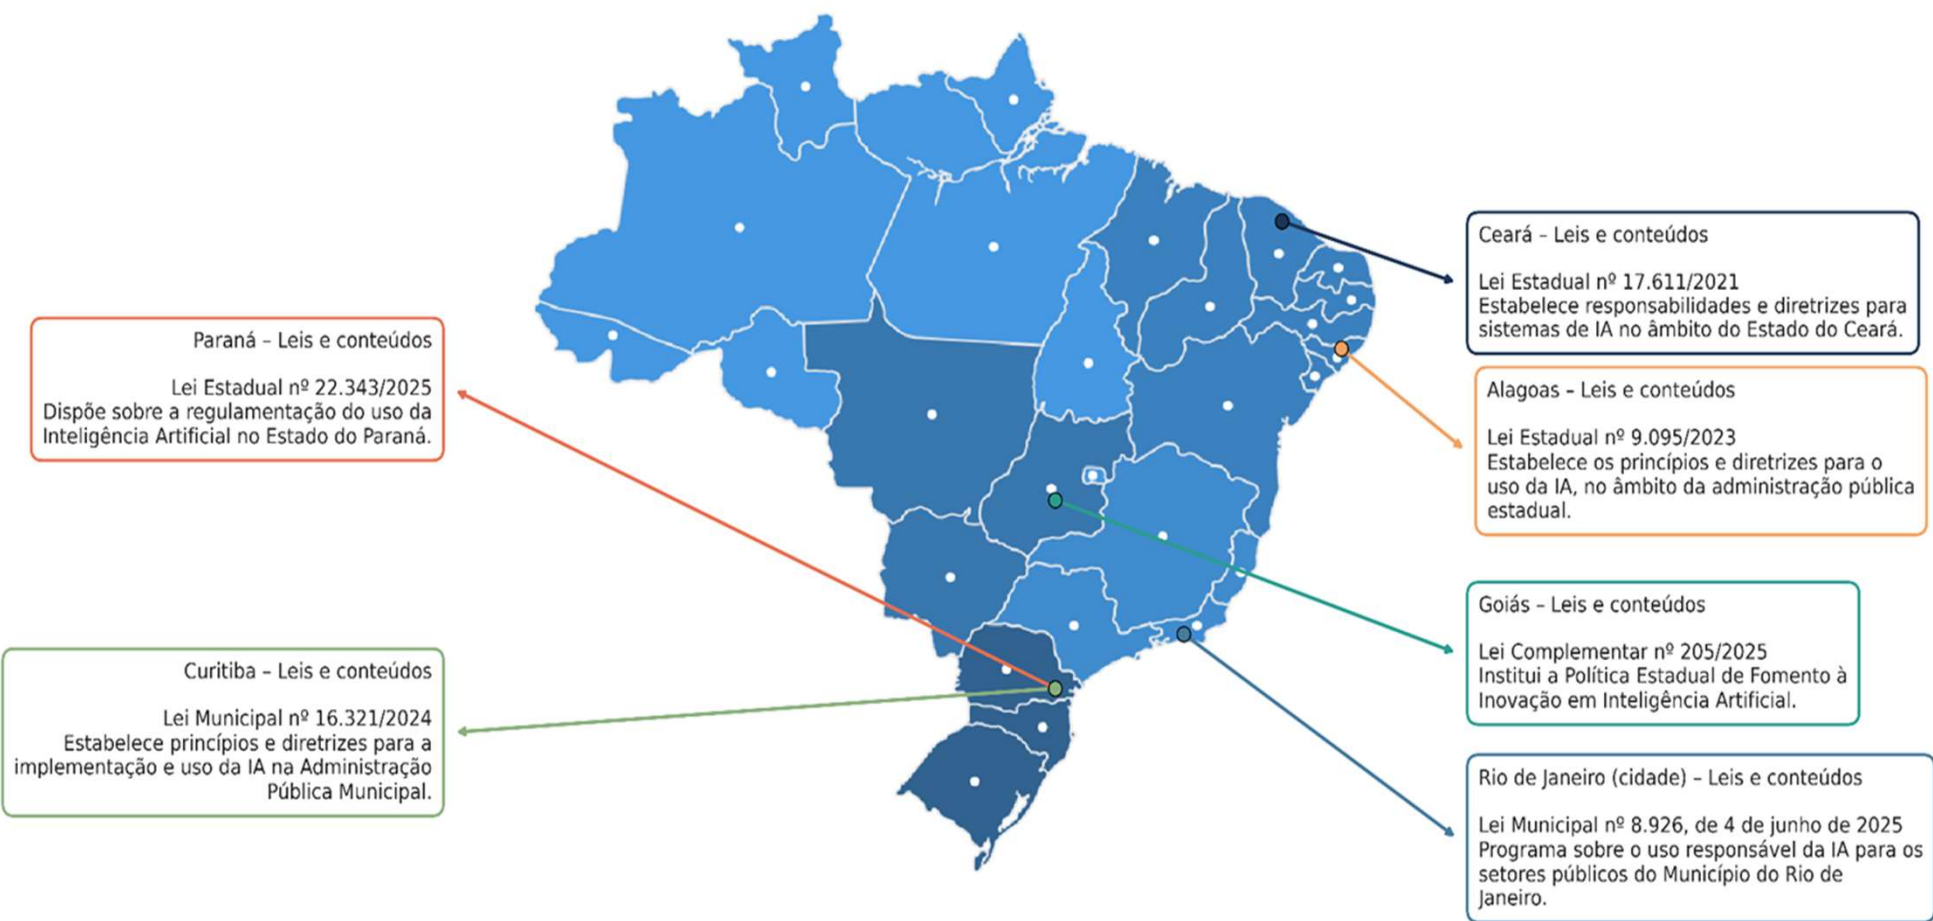 Paraná – Leis e conteúdos
Lei Estadual nº 22.343/2025
Dispõe sobre a regulamentação do uso da
Inteligência Artificial no Estado do Paraná.
Curitiba – Leis e conteúdos
Lei Municipal nº 16.321/2024
Estabelece princípios e diretrizes para a
implementação e uso da IA na Administração
Pública Municipal.
Ceará – Leis e conteúdos
Lei Estadual nº 17.611/2021
Estabelece responsabilidades e diretrizes para
sistemas de IA no âmbito do Estado do Ceará.
Alagoas – Leis e conteúdos
Lei Estadual nº 9.095/2023
Estabelece os princípios e diretrizes para o
uso da IA, no âmbito da administração pública
estadual.
Goiás – Leis e conteúdos
Lei Complementar nº 205/2025
Institui a Política Estadual de Fomento à
Inovação em Inteligência Artificial.
Rio de Janeiro (cidade) – Leis e conteúdos
Lei Municipal nº 8.926, de 4 de junho de 2025
Programa sobre o uso responsável da IA para os
setores públicos do Município do Rio de
Janeiro.